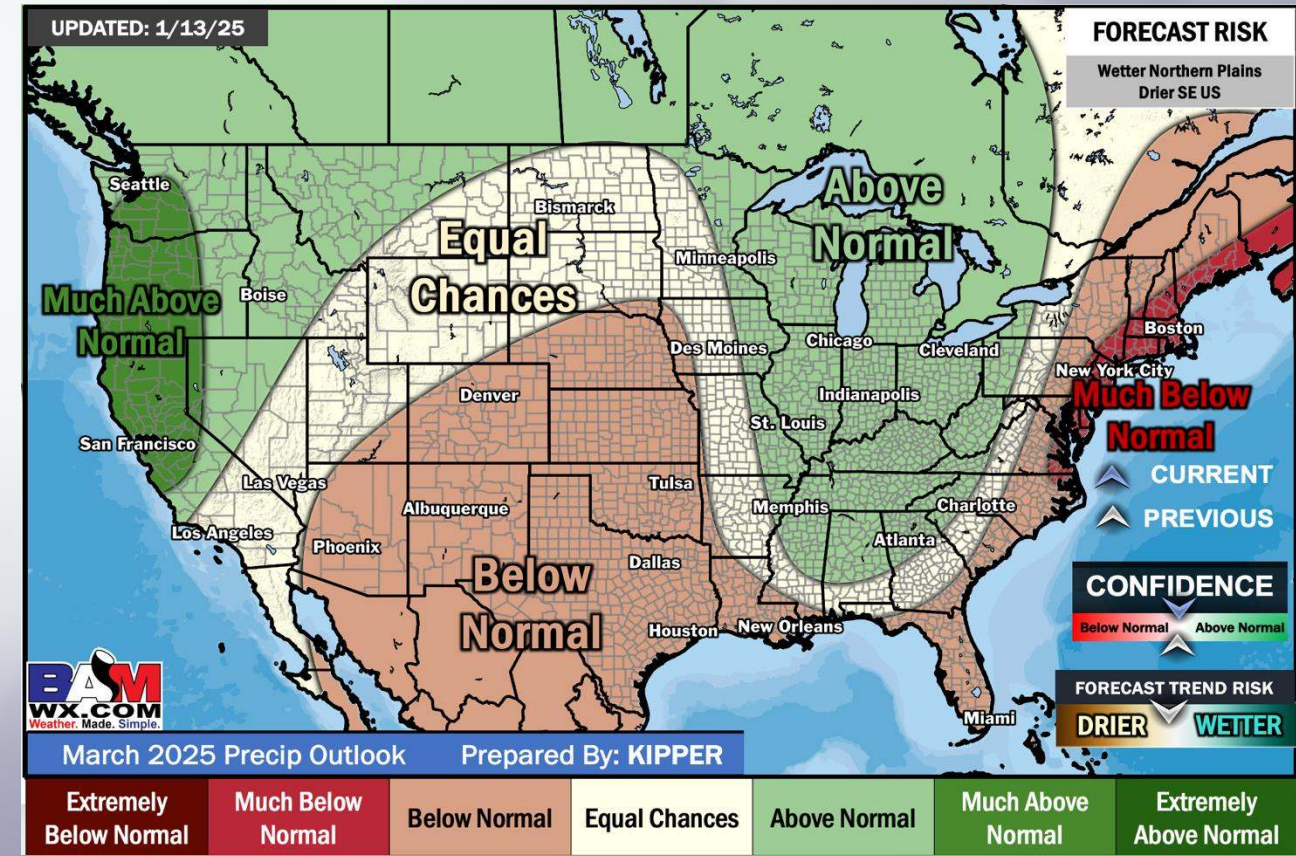 UPDATED: 1/13/25
FORECAST RISK
Wetter Northern Plains
Drier SE US
Seattle
Above
Normal
Bismarck
Equal
Chances
Minneapolis
Boise
Much Above
Normal
Boston
Chicago
Des Moines
Cleveland
New York City
Denver
Indianapolis
Much Below
Normal
St. Louis
San Francisco
CURRENT
Las Vegas
Tulsa
Albuquerque
Memphis
Charlotte
PREVIOUS
Los Angeles
Phoenix
Atlanta
Dallas
Below
Normal
CONFIDENCE
Below Normal
Above Normal
Houston
New Orleans
BAM
WX.COM
Weather. Made. Simple.
FORECAST TREND RISK
DRIER
WETTER
Miami
March 2025 Precip Outlook
Prepared By: KIPPER
Extremely
Below Normal
Much Below
Normal
Below Normal
Equal Chances
Above Normal
Much Above
Normal
Extremely
Above Normal